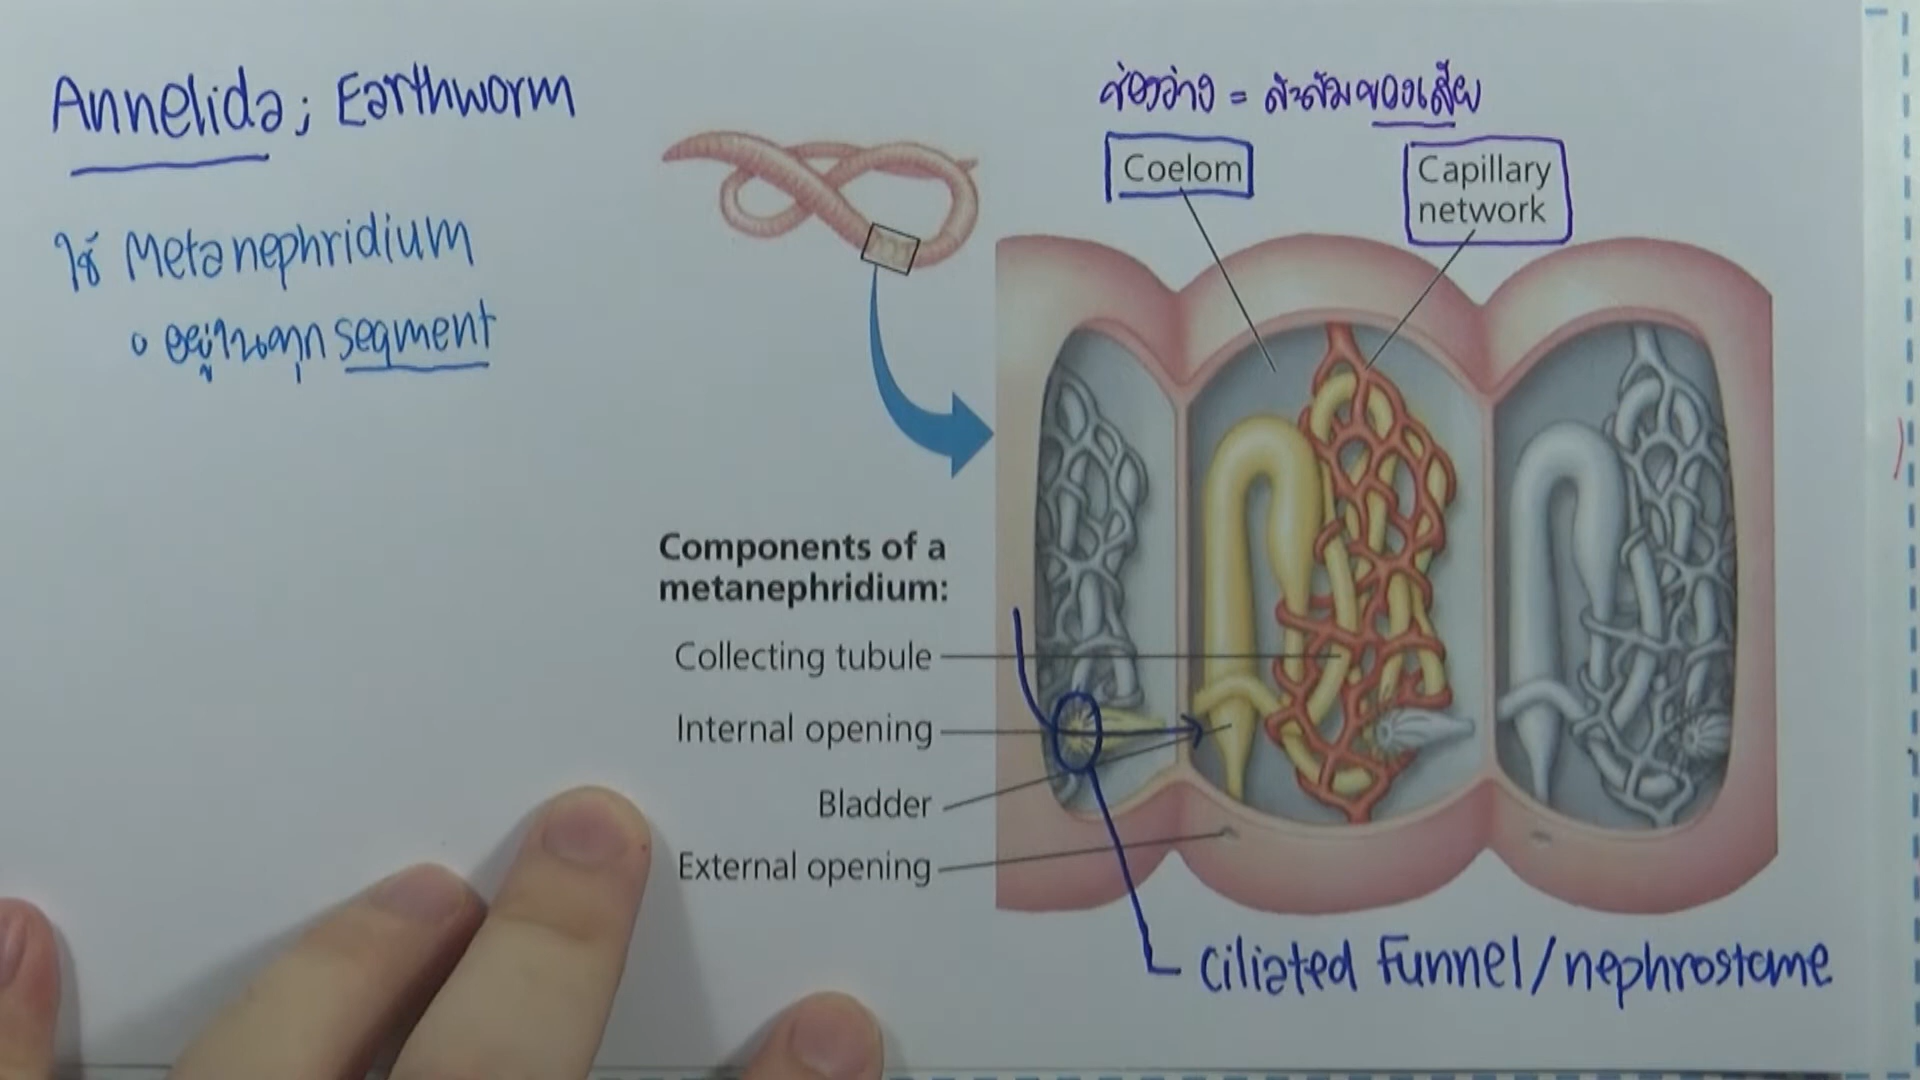 Annelida; Earthworm
ใช้ Metanephridium
อยู่ในทุก segment
ช่องว่าง = สะสมของเสีย
Coelom
Capillary
network
Components of a
metanephridium:
Collecting tubule
Internal opening
Bladder
External opening
ciliated Funnel/nephrostome